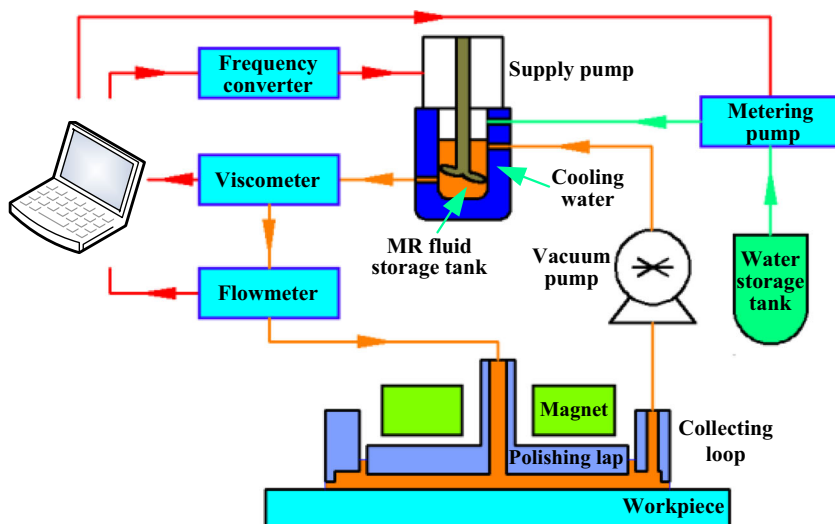 Frequency
converter
Supply pump
Metering
pump
Viscometer
Cooling
water
MR fluid
storage tank
Vacuum
pump
Water
storage
tank
Flowmeter
Magnet
Collecting
loop
Polishing lap
Workpiece